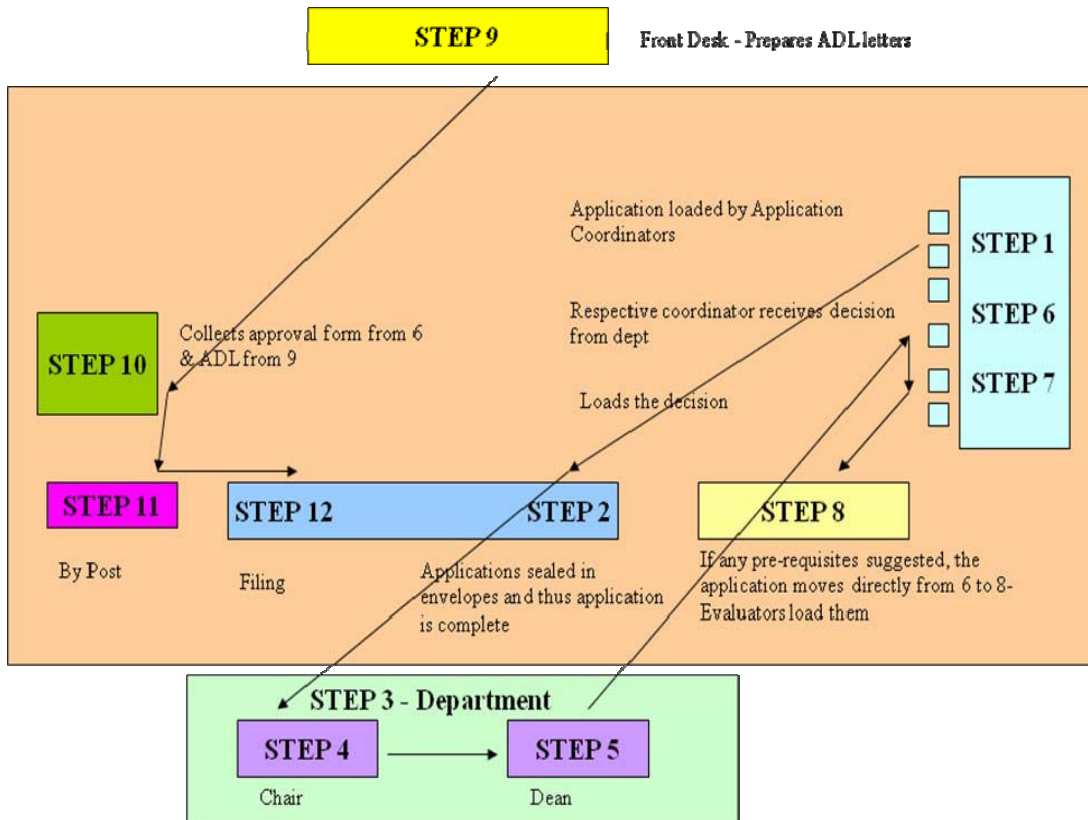 STEP 9
Front Desk - Prepares ADL letters
Application loaded by Application
Coordinators
STEP 1
Respective coordinator receives decision
from dept
STEP 6
Collects approval form from 6
& ADL from 9
STEP 10
Loads the decision
STEP 7
STEP 11
STEP 12
STEP 2
STEP 8
By Post
Filing
Applications sealed in
envelopes and thus application
is complete
If any pre-requisites suggested, the
application moves directly from 6 to 8-
Evaluators load them
STEP 3 - Department
STEP 4
STEP 5
Chair
Dean